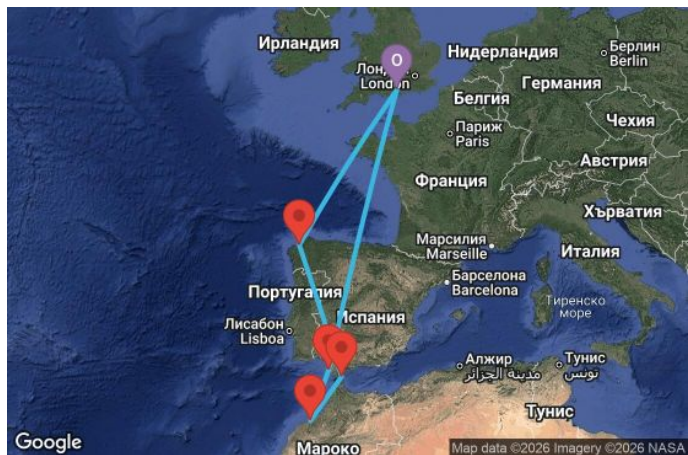 Ирландия
O
Нидерландия
Берлин
Berlin
Лондон
London
Белгия
Германия
Париж
Paris
Чехия
Австрия
Франция
Хърватия
Марсилия
Marseille
Италия
Барселона
Barcelona
Португалия
Тиренско
море
Испания
Лисабон
Lisboa
Алжир
مدينة الجزائر
Тунис
تونس
Тунис
Мароко
Google
Map data ©2026 Imagery ©2026 NASA